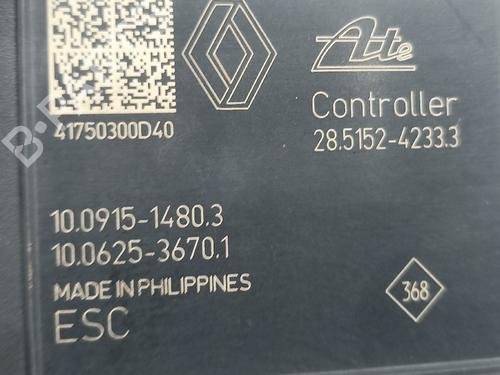 Ate
41750300D40
Controller
28.5152-4233.3
10.0915-1480.3
10.0625-3670.1
MADE IN PHILIPPINES
368
ESC